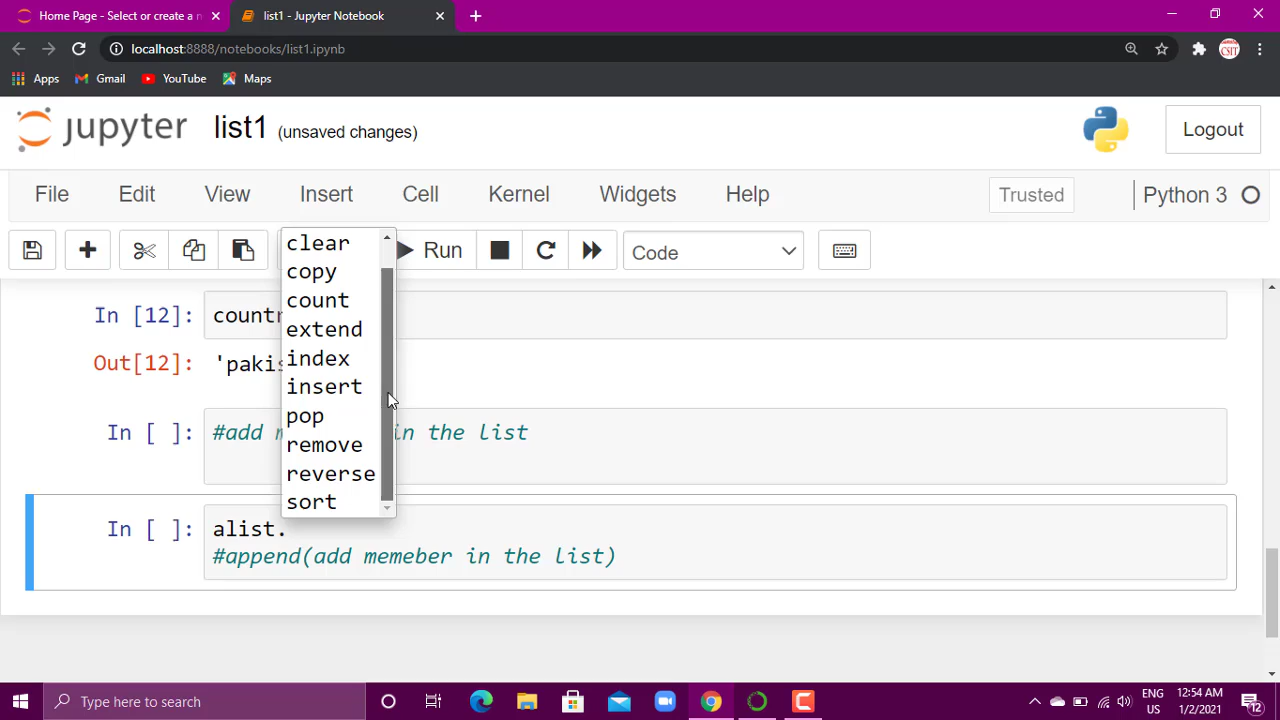 Home Page - Select or create a n
list1 - Jupyter Notebook
localhost:8888/notebooks/list1.ipynb
CSIT
Apps Gmail YouTube Maps
jupyter list1 (unsaved changes) Logout
File Edit View Insert Cell Kernel Widgets Help Trusted Python 3
Run Code
clear
copy
count
extend
index
insert
pop
remove
reverse
sort
In [12]:
Out[12]:
In [ ]: #add in the list
In [ ]: alist.
#append(add memeber in the list)
Type here to search
ENG
US
12:54 AM
1/2/2021
12